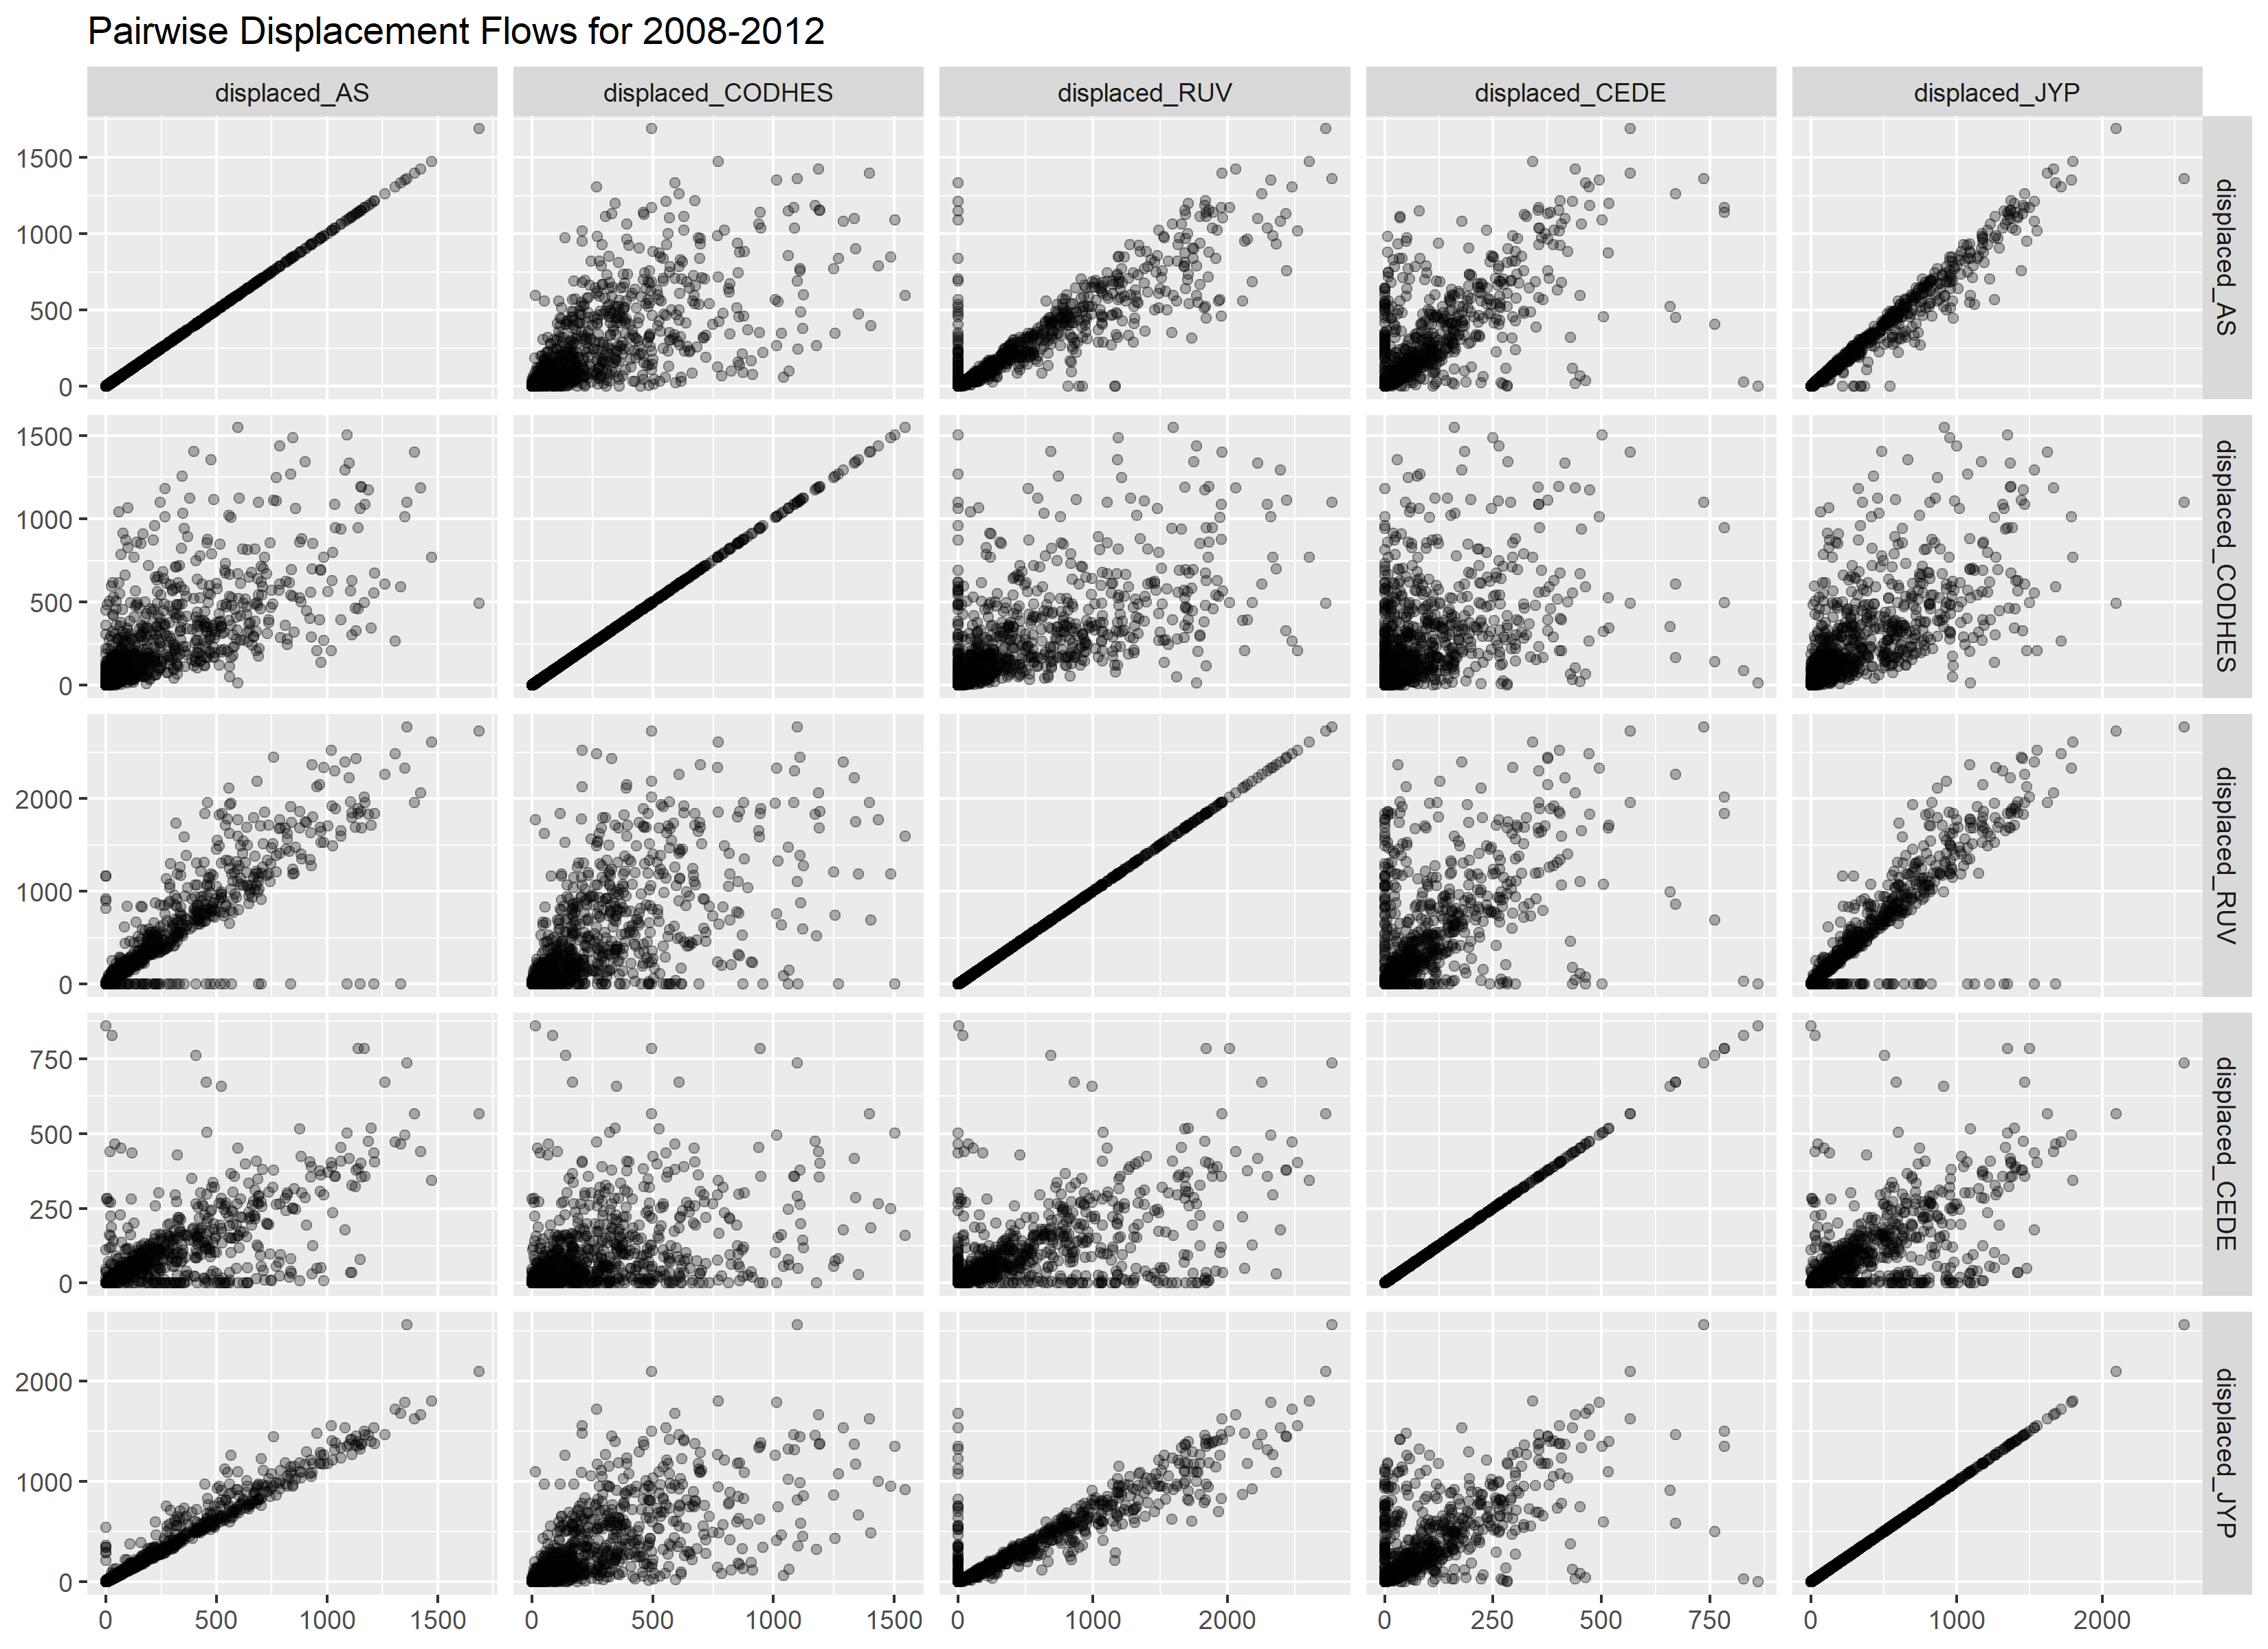 Pairwise Displacement Flows for 2008-2012
displaced_AS displaced_CODHES displaced_RUV displaced_CEDE displaced_JYP
1500
1000
500
0
displaced_AS
1500
1000
500
0
displaced_CODHES
2000
1000
0
displaced_RUV
750
500
250
0
displaced_CEDE
2000
1000
0
displaced_JYP
0 500 1000 1500 0 500 1000 1500 0 1000 2000 0 250 500 750 0 1000 2000